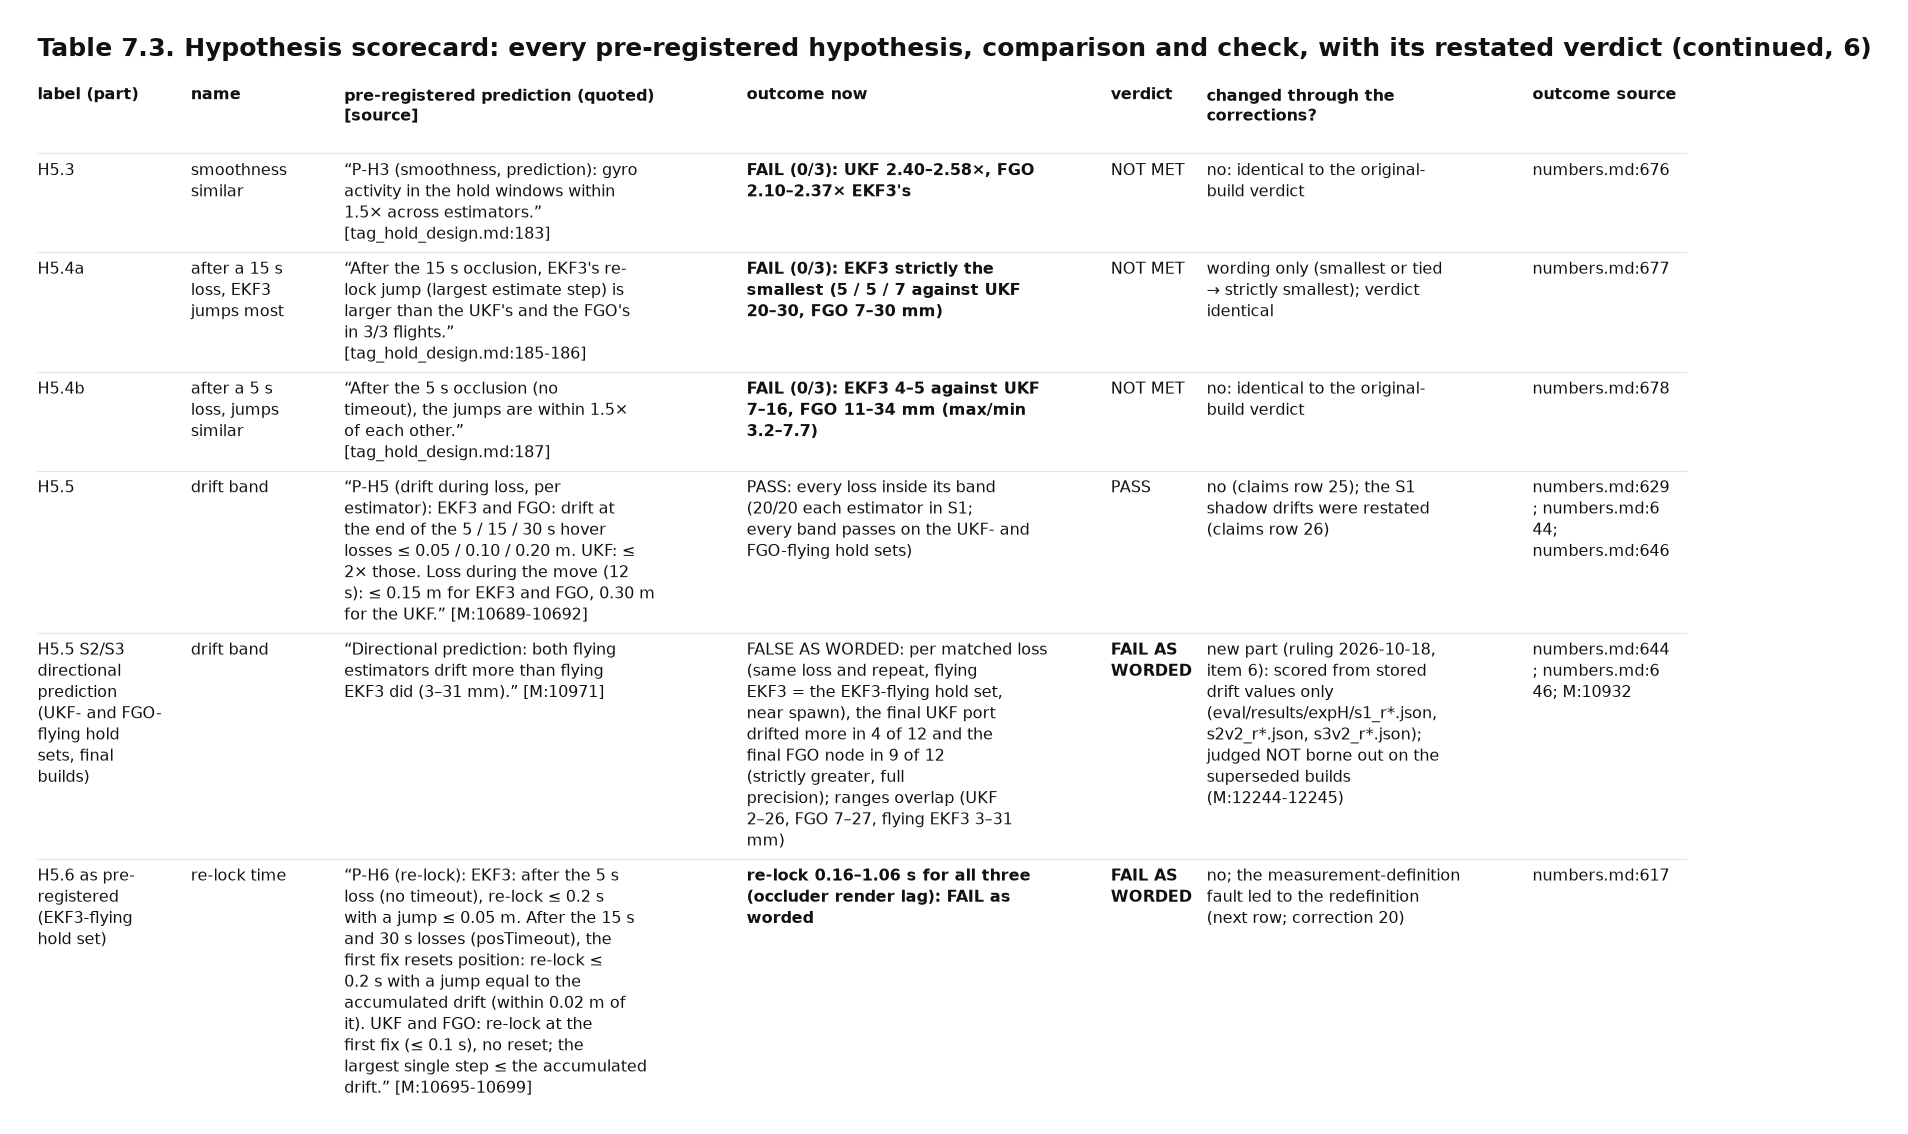 Table 7.3. Hypothesis scorecard: every pre-registered hypothesis, comparison and check, with its restated verdict (continued, 6)
label (part)
name
pre-registered prediction (quoted)
[source]
outcome now
verdict
changed through the
corrections?
outcome source
H5.3
smoothness
similar
“P-H3 (smoothness, prediction): gyro
activity in the hold windows within
1.5× across estimators.”
[tag_hold_design.md:183]
FAIL (0/3): UKF 2.40–2.58×, FGO
2.10–2.37× EKF3's
NOT MET
no: identical to the original-
build verdict
numbers.md:676
H5.4a
after a 15 s
loss, EKF3
jumps most
“After the 15 s occlusion, EKF3's re-
lock jump (largest estimate step) is
larger than the UKF's and the FGO's
in 3/3 flights.”
[tag_hold_design.md:185-186]
FAIL (0/3): EKF3 strictly the
smallest (5 / 5 / 7 against UKF
20–30, FGO 7–30 mm)
NOT MET
wording only (smallest or tied
→ strictly smallest); verdict
identical
numbers.md:677
H5.4b
after a 5 s
loss, jumps
similar
“After the 5 s occlusion (no
timeout), the jumps are within 1.5×
of each other.”
[tag_hold_design.md:187]
FAIL (0/3): EKF3 4–5 against UKF
7–16, FGO 11–34 mm (max/min
3.2–7.7)
NOT MET
no: identical to the original-
build verdict
numbers.md:678
H5.5
drift band
“P-H5 (drift during loss, per
estimator): EKF3 and FGO: drift at
the end of the 5 / 15 / 30 s hover
losses ≤ 0.05 / 0.10 / 0.20 m. UKF: ≤
2× those. Loss during the move (12
s): ≤ 0.15 m for EKF3 and FGO, 0.30 m
for the UKF.” [M:10689-10692]
PASS: every loss inside its band
(20/20 each estimator in S1;
every band passes on the UKF- and
FGO-flying hold sets)
PASS
no (claims row 25); the S1
shadow drifts were restated
(claims row 26)
numbers.md:629
; numbers.md:6
44;
numbers.md:646
H5.5 S2/S3
directional
prediction
(UKF- and FGO-
flying hold
sets, final
builds)
drift band
“Directional prediction: both flying
estimators drift more than flying
EKF3 did (3–31 mm).” [M:10971]
FALSE AS WORDED: per matched loss
(same loss and repeat, flying
EKF3 = the EKF3-flying hold set,
near spawn), the final UKF port
drifted more in 4 of 12 and the
final FGO node in 9 of 12
(strictly greater, full
precision); ranges overlap (UKF
2–26, FGO 7–27, flying EKF3 3–31
mm)
FAIL AS
WORDED
new part (ruling 2026-10-18,
item 6): scored from stored
drift values only
(eval/results/expH/s1_r*.json,
s2v2_r*.json, s3v2_r*.json);
judged NOT borne out on the
superseded builds
(M:12244-12245)
numbers.md:644
; numbers.md:6
46; M:10932
H5.6 as pre-
registered
(EKF3-flying
hold set)
re-lock time
“P-H6 (re-lock): EKF3: after the 5 s
loss (no timeout), re-lock ≤ 0.2 s
with a jump ≤ 0.05 m. After the 15 s
and 30 s losses (posTimeout), the
first fix resets position: re-lock ≤
0.2 s with a jump equal to the
accumulated drift (within 0.02 m of
it). UKF and FGO: re-lock at the
first fix (≤ 0.1 s), no reset; the
largest single step ≤ the accumulated
drift.” [M:10695-10699]
re-lock 0.16–1.06 s for all three
(occluder render lag): FAIL as
worded
FAIL AS
WORDED
no; the measurement-definition
fault led to the redefinition
(next row; correction 20)
numbers.md:617